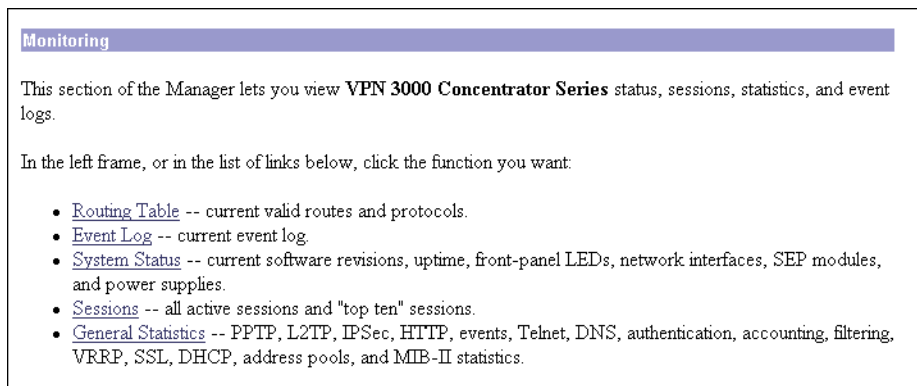 Monitoring
This section of the Manager lets you view VPN 3000 Concentrator Series status, sessions, statistics, and event
logs.
In the left frame, or in the list of links below, click the function you want:
• Routing Table -- current valid routes and protocols.
• Event Log -- current event log.
• System Status -- current software revisions, uptime, front-panel LEDs, network interfaces, SEP modules,
and power supplies.
• Sessions -- all active sessions and "top ten" sessions.
• General Statistics -- PPTP, L2TP, IPSec, HTTP, events, Telnet, DNS, authentication, accounting, filtering,
VRRP, SSL, DHCP, address pools, and MIB-II statistics.